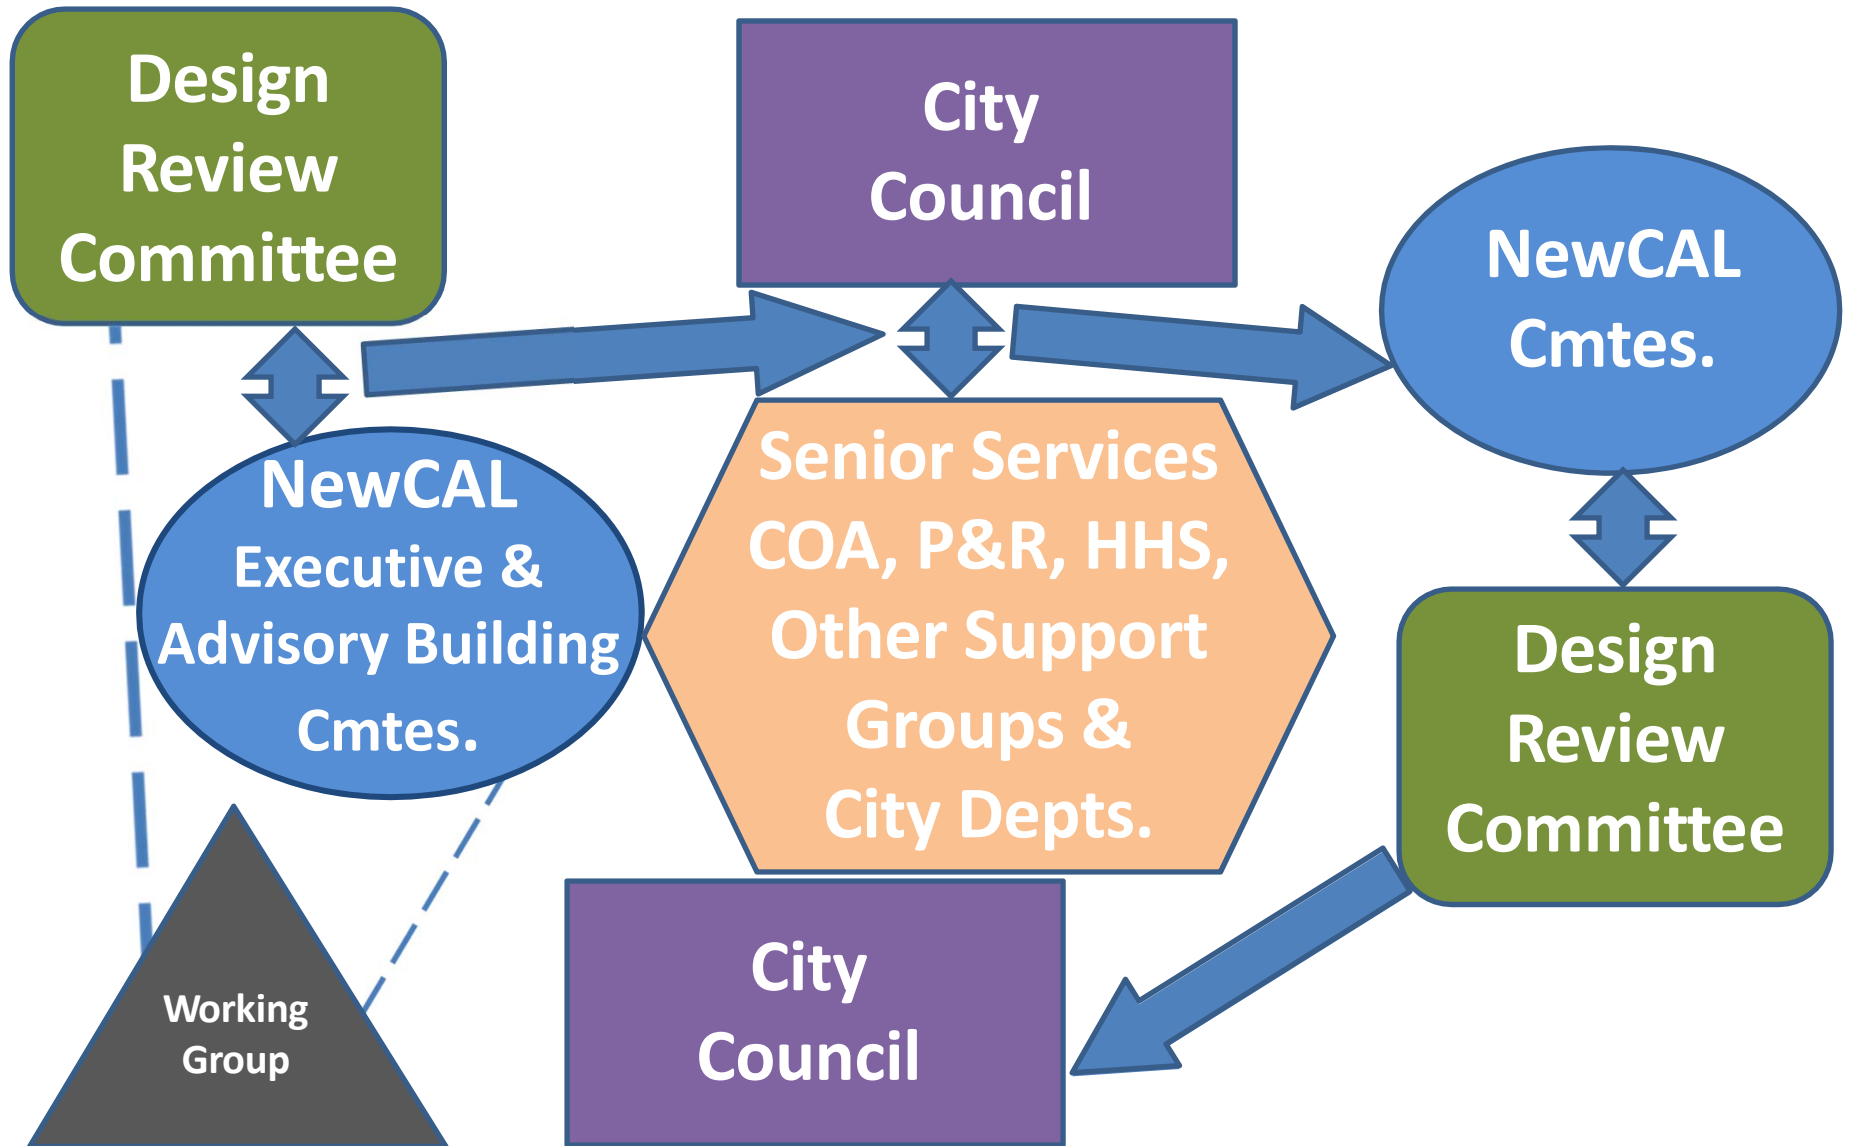 Design
Review
Committee
City
Council
NewCAL
Cmtes.
NewCAL
Executive &
Advisory Building
Cmtes.
Senior Services
COA, P&R, HHS,
Other Support
Groups &
City Depts.
Design
Review
Committee
Working
Group
City
Council